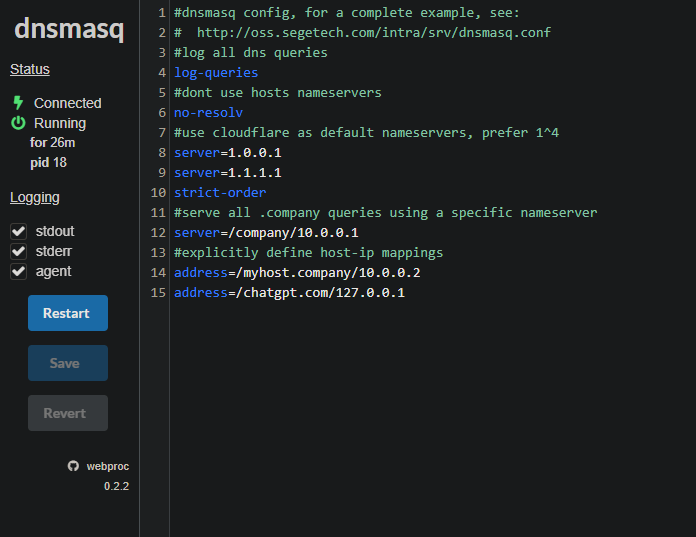 dnsmasq
Status
Connected
Running
for 26m
pid 18
Logging
stdout
stderr
agent
Restart
Save
Revert
webproc
0.2.2
1 #dnsmasq config, for a complete example, see:
2 #  http://oss.segetech.com/intra/srv/dnsmasq.conf
3 #log all dns queries
4 log-queries
5 #dont use hosts nameservers
6 no-resolv
7 #use cloudflare as default nameservers, prefer 1^4
8 server=1.0.0.1
9 server=1.1.1.1
10 strict-order
11 #serve all .company queries using a specific nameserver
12 server=/company/10.0.0.1
13 #explicitly define host-ip mappings
14 address=/myhost.company/10.0.0.2
15 address=/chatgpt.com/127.0.0.1